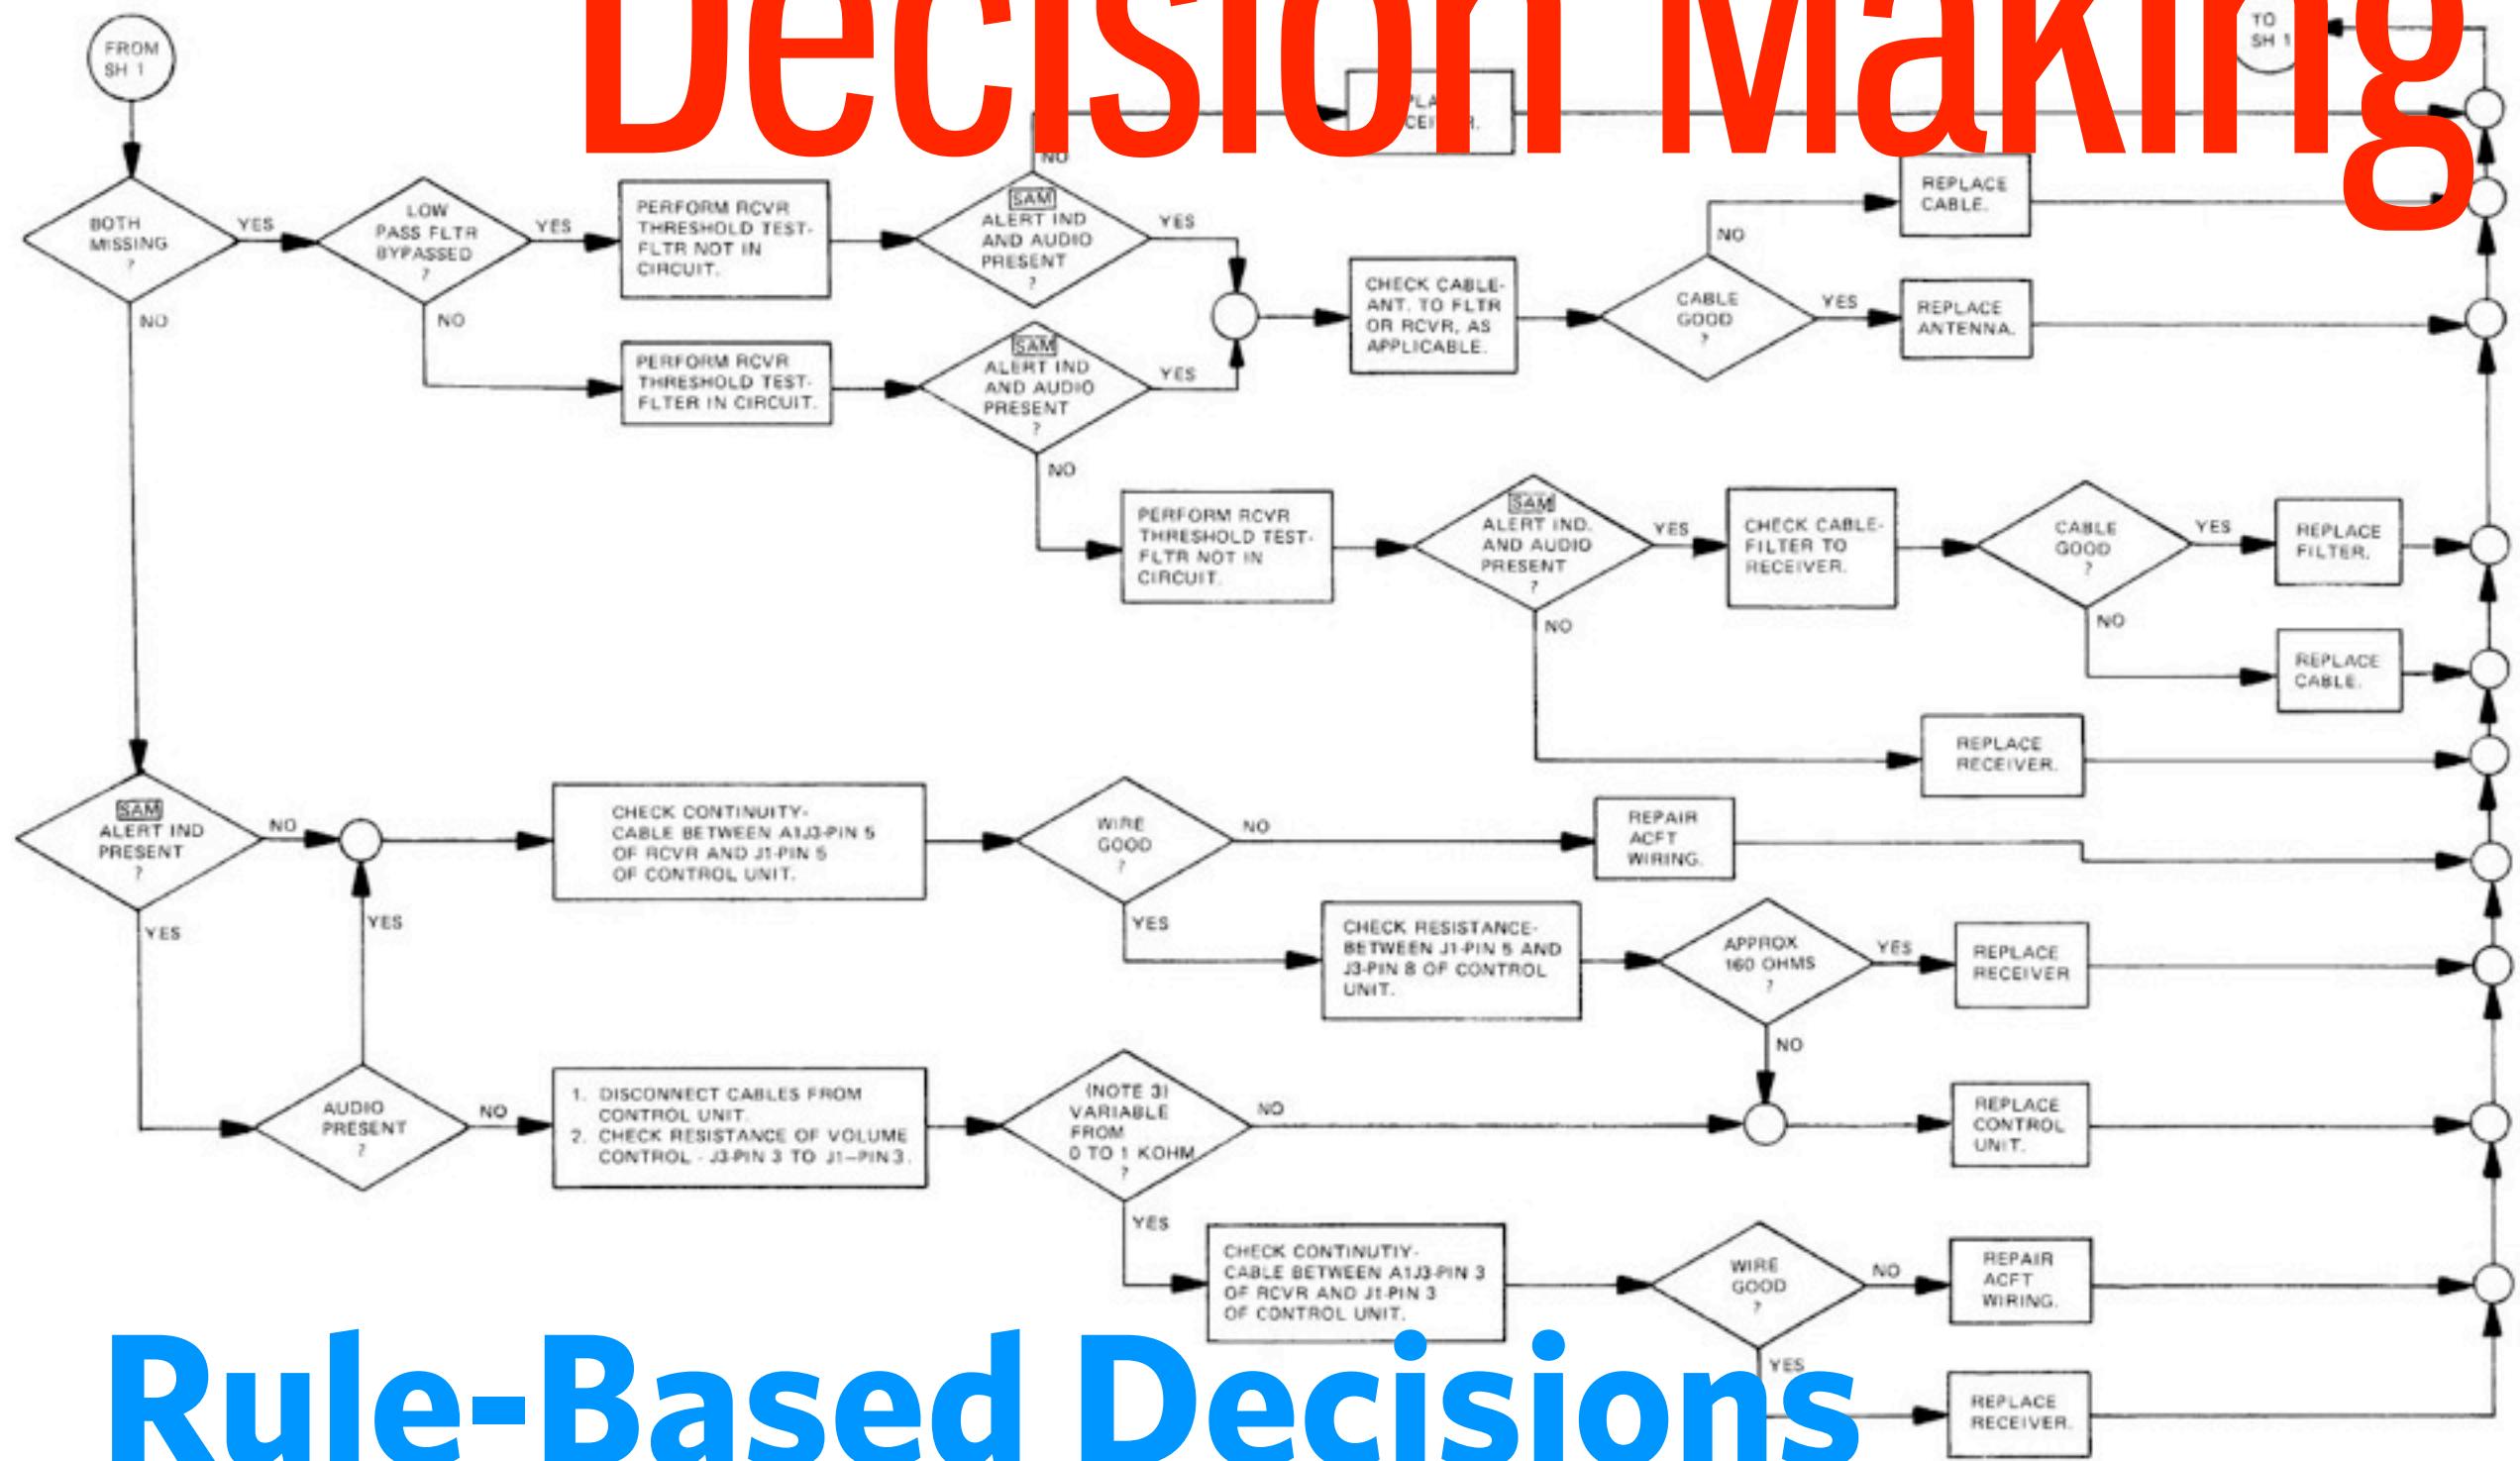 Decision Making
FROM
SH 1
TO
SH 1
NO
BOTH
MISSING
?
YES
NO
LOW
PASS FLTR
BYPASSED
?
YES
NO
PERFORM RCVR
THRESHOLD TEST-
FLTR NOT IN
CIRCUIT.
SAM
ALERT IND
AND AUDIO
PRESENT
?
YES
REPLACE
CABLE.
NO
CHECK CABLE-
ANT. TO FLTR
OR RCVR, AS
APPLICABLE.
CABLE
GOOD
?
YES
REPLACE
ANTENNA.
PERFORM RCVR
THRESHOLD TEST-
FLTER IN CIRCUIT.
SAM
ALERT IND
AND AUDIO
PRESENT
?
YES
NO
PERFORM RCVR
THRESHOLD TEST-
FLTR NOT IN
CIRCUIT.
SAM
ALERT IND.
AND AUDIO
PRESENT
?
YES
NO
CHECK CABLE-
FILTER TO
RECEIVER.
CABLE
GOOD
?
YES
NO
REPLACE
FILTER.
REPLACE
CABLE.
REPLACE
RECEIVER.
SAM
ALERT IND
PRESENT
?
NO
YES
CHECK CONTINUITY-
CABLE BETWEEN A1J3-PIN 5
OF RCVR AND J1-PIN 5
OF CONTROL UNIT.
WIRE
GOOD
?
NO
YES
REPAIR
ACFT
WIRING.
YES
CHECK RESISTANCE-
BETWEEN J1-PIN 5 AND
J3-PIN 8 OF CONTROL
UNIT.
APPROX
160 OHMS
?
YES
NO
REPLACE
RECEIVER
AUDIO
PRESENT
?
NO
1. DISCONNECT CABLES FROM
CONTROL UNIT.
2. CHECK RESISTANCE OF VOLUME
CONTROL - J3-PIN 3 TO J1-PIN 3.
(NOTE 3)
VARIABLE
FROM
0 TO 1 KOHM
?
NO
YES
REPLACE
CONTROL
UNIT.
CHECK CONTINUTIY-
CABLE BETWEEN A1J3-PIN 3
OF RCVR AND J1-PIN 3
OF CONTROL UNIT.
WIRE
GOOD
?
NO
YES
REPAIR
ACFT
WIRING.
REPLACE
RECEIVER.
Rule-Based Decisions